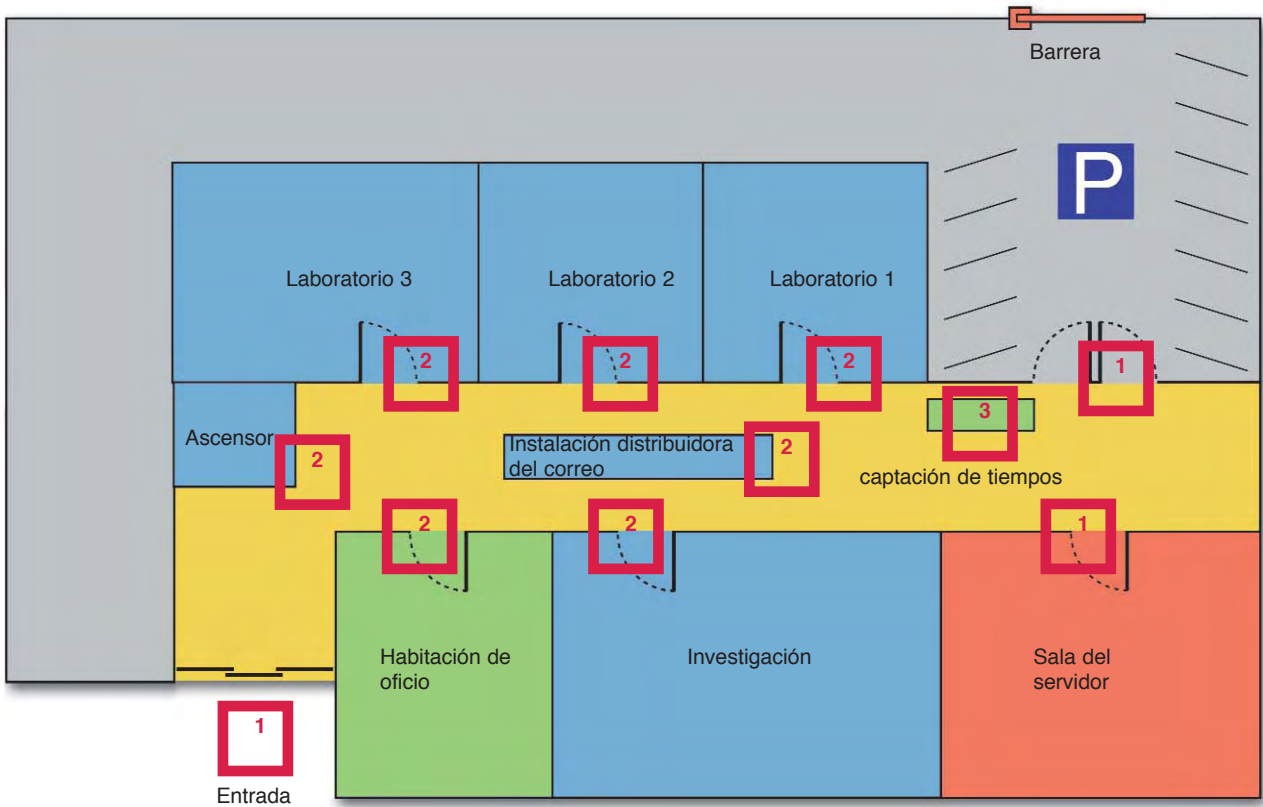 Barrera
P
Laboratorio 3
Laboratorio 2
Laboratorio 1
2
2
2
1
3
Ascensor
2
Instalación distribuidora
del correo
2
captación de tiempos
2
2
1
Habitación de
oficio
Investigación
Sala del
servidor
1
Entrada